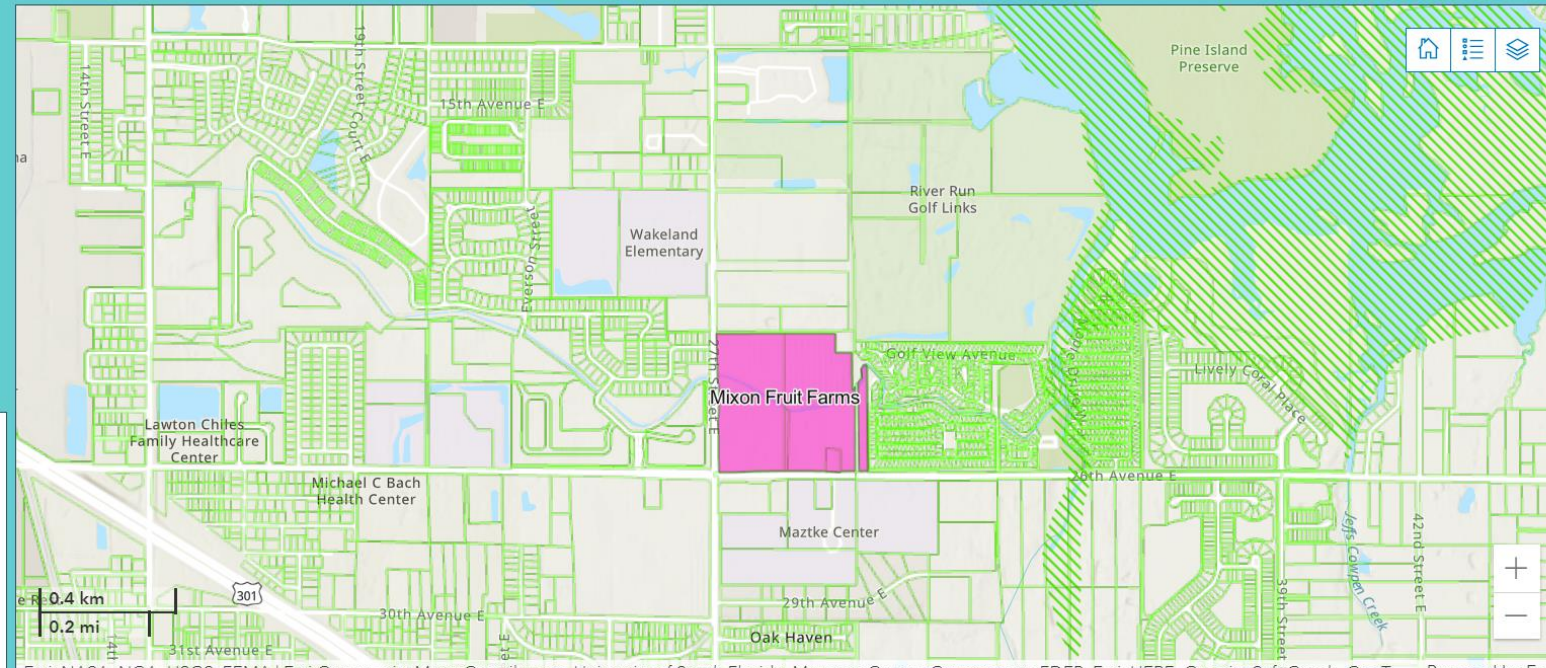 Pine Island
Preserve
14th Street E
19th Street Court E
15th Avenue E
na
River Run
Golf Links
Wakeland
Elementary
Everson Street
27th Street E
Golf View Avenue
Lively Coral Place
Mixon Fruit Farms
Lawton Chiles
Family Healthcare
Center
26th Avenue E
Michael C Bach
Health Center
Maztke Center
Jeffs Cowpen Creek
42nd Street E
39th Street
301
0.4 km
0.2 mi
30th Avenue E
29th Avenue E
Oak Haven
31st Avenue E
14th